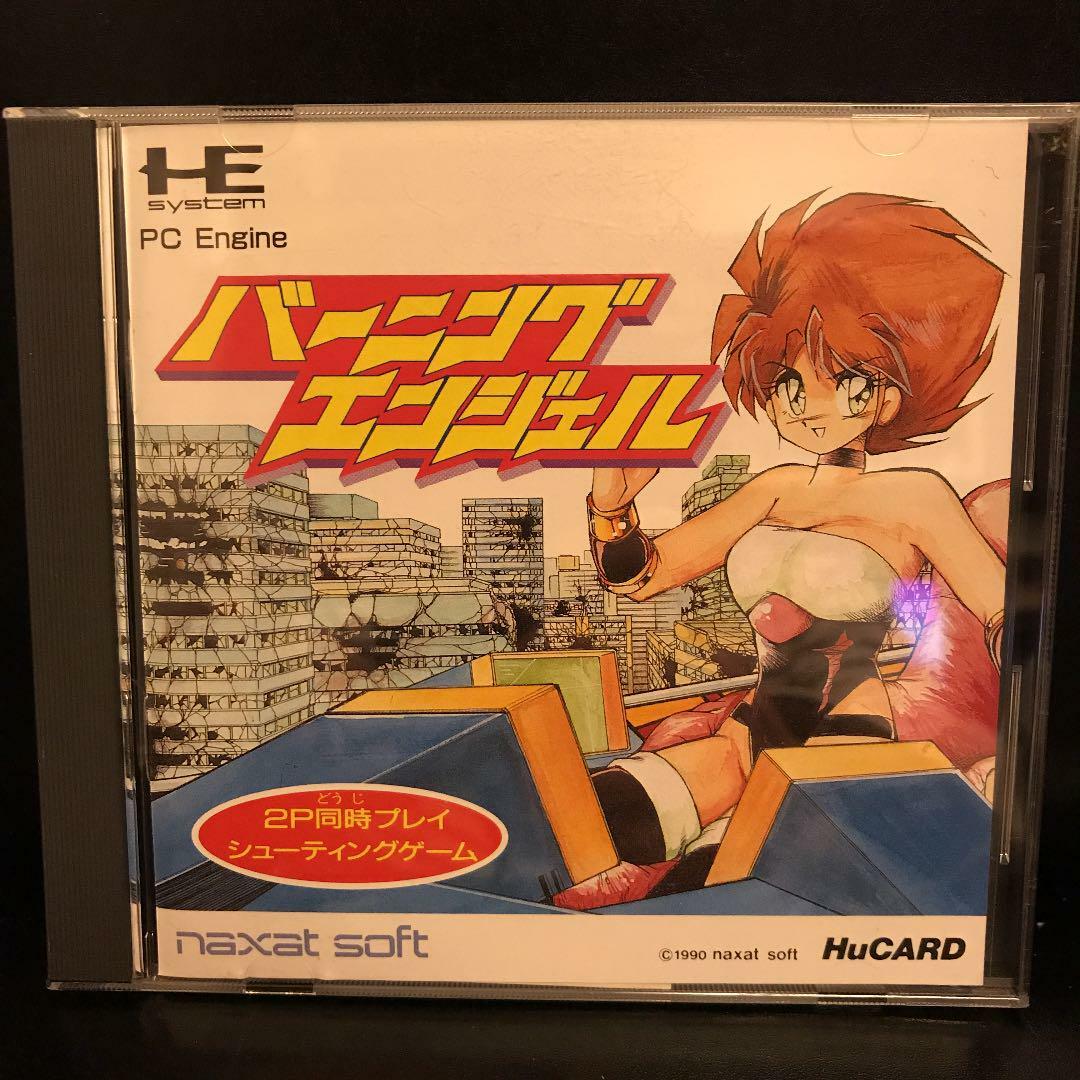 HE
system
PC Engine
バーニング
エンジェル
どうじ
2P同時プレイ
シューティングゲーム
naxat soft
©1990 naxat soft
HuCARD